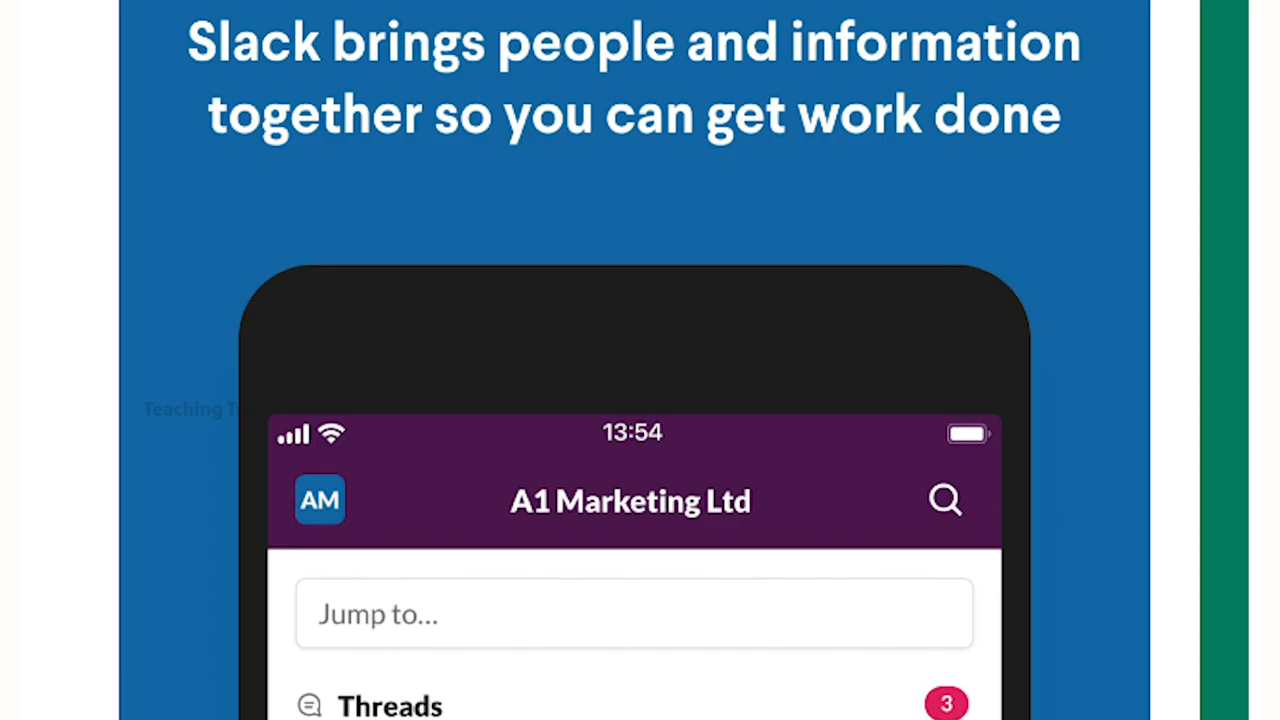 Slack brings people and information
together so you can get work done
Teaching
13:54
AM
A1 Marketing Ltd
Jump to...
Threads
3